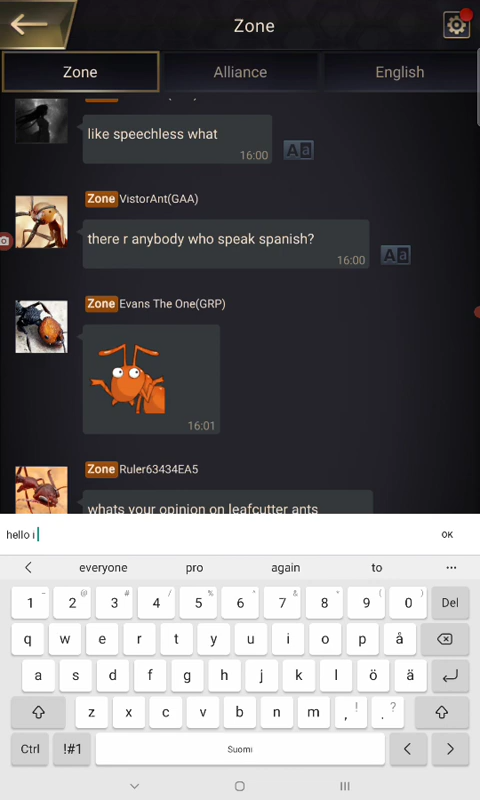 Zone
Zone Alliance English
like speechless what
16:00
Aa
Zone VistorAnt(GAA)
there r anybody who speak spanish?
16:00
Aa
Zone Evans The One(GRP)
16:01
Zone Ruler63434EA5
whats your opinion on leafcutter ants
hello i
OK
everyone pro again to ...
1 - 2 @ 3 # 4 / 5 % 6 ^ 7 & 8 * 9 ( 0 ) Del
q w e r t y u i o p å
a s d f g h j k l ö ä
z x c v b n m , ! . ?
Ctrl !#1 Suomi < >